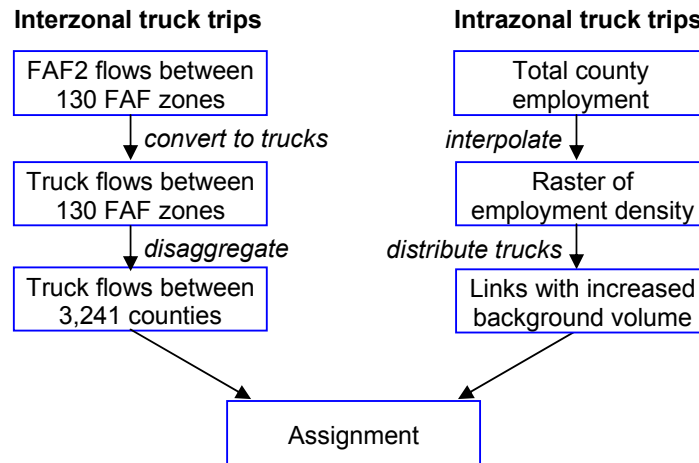 Interzonal truck trips
FAF2 flows between
130 FAF zones
convert to trucks
Truck flows between
130 FAF zones
disaggregate
Truck flows between
3,241 counties
Intrazonal truck trips
Total county
employment
interpolate
Raster of
employment density
distribute trucks
Links with increased
background volume
Assignment